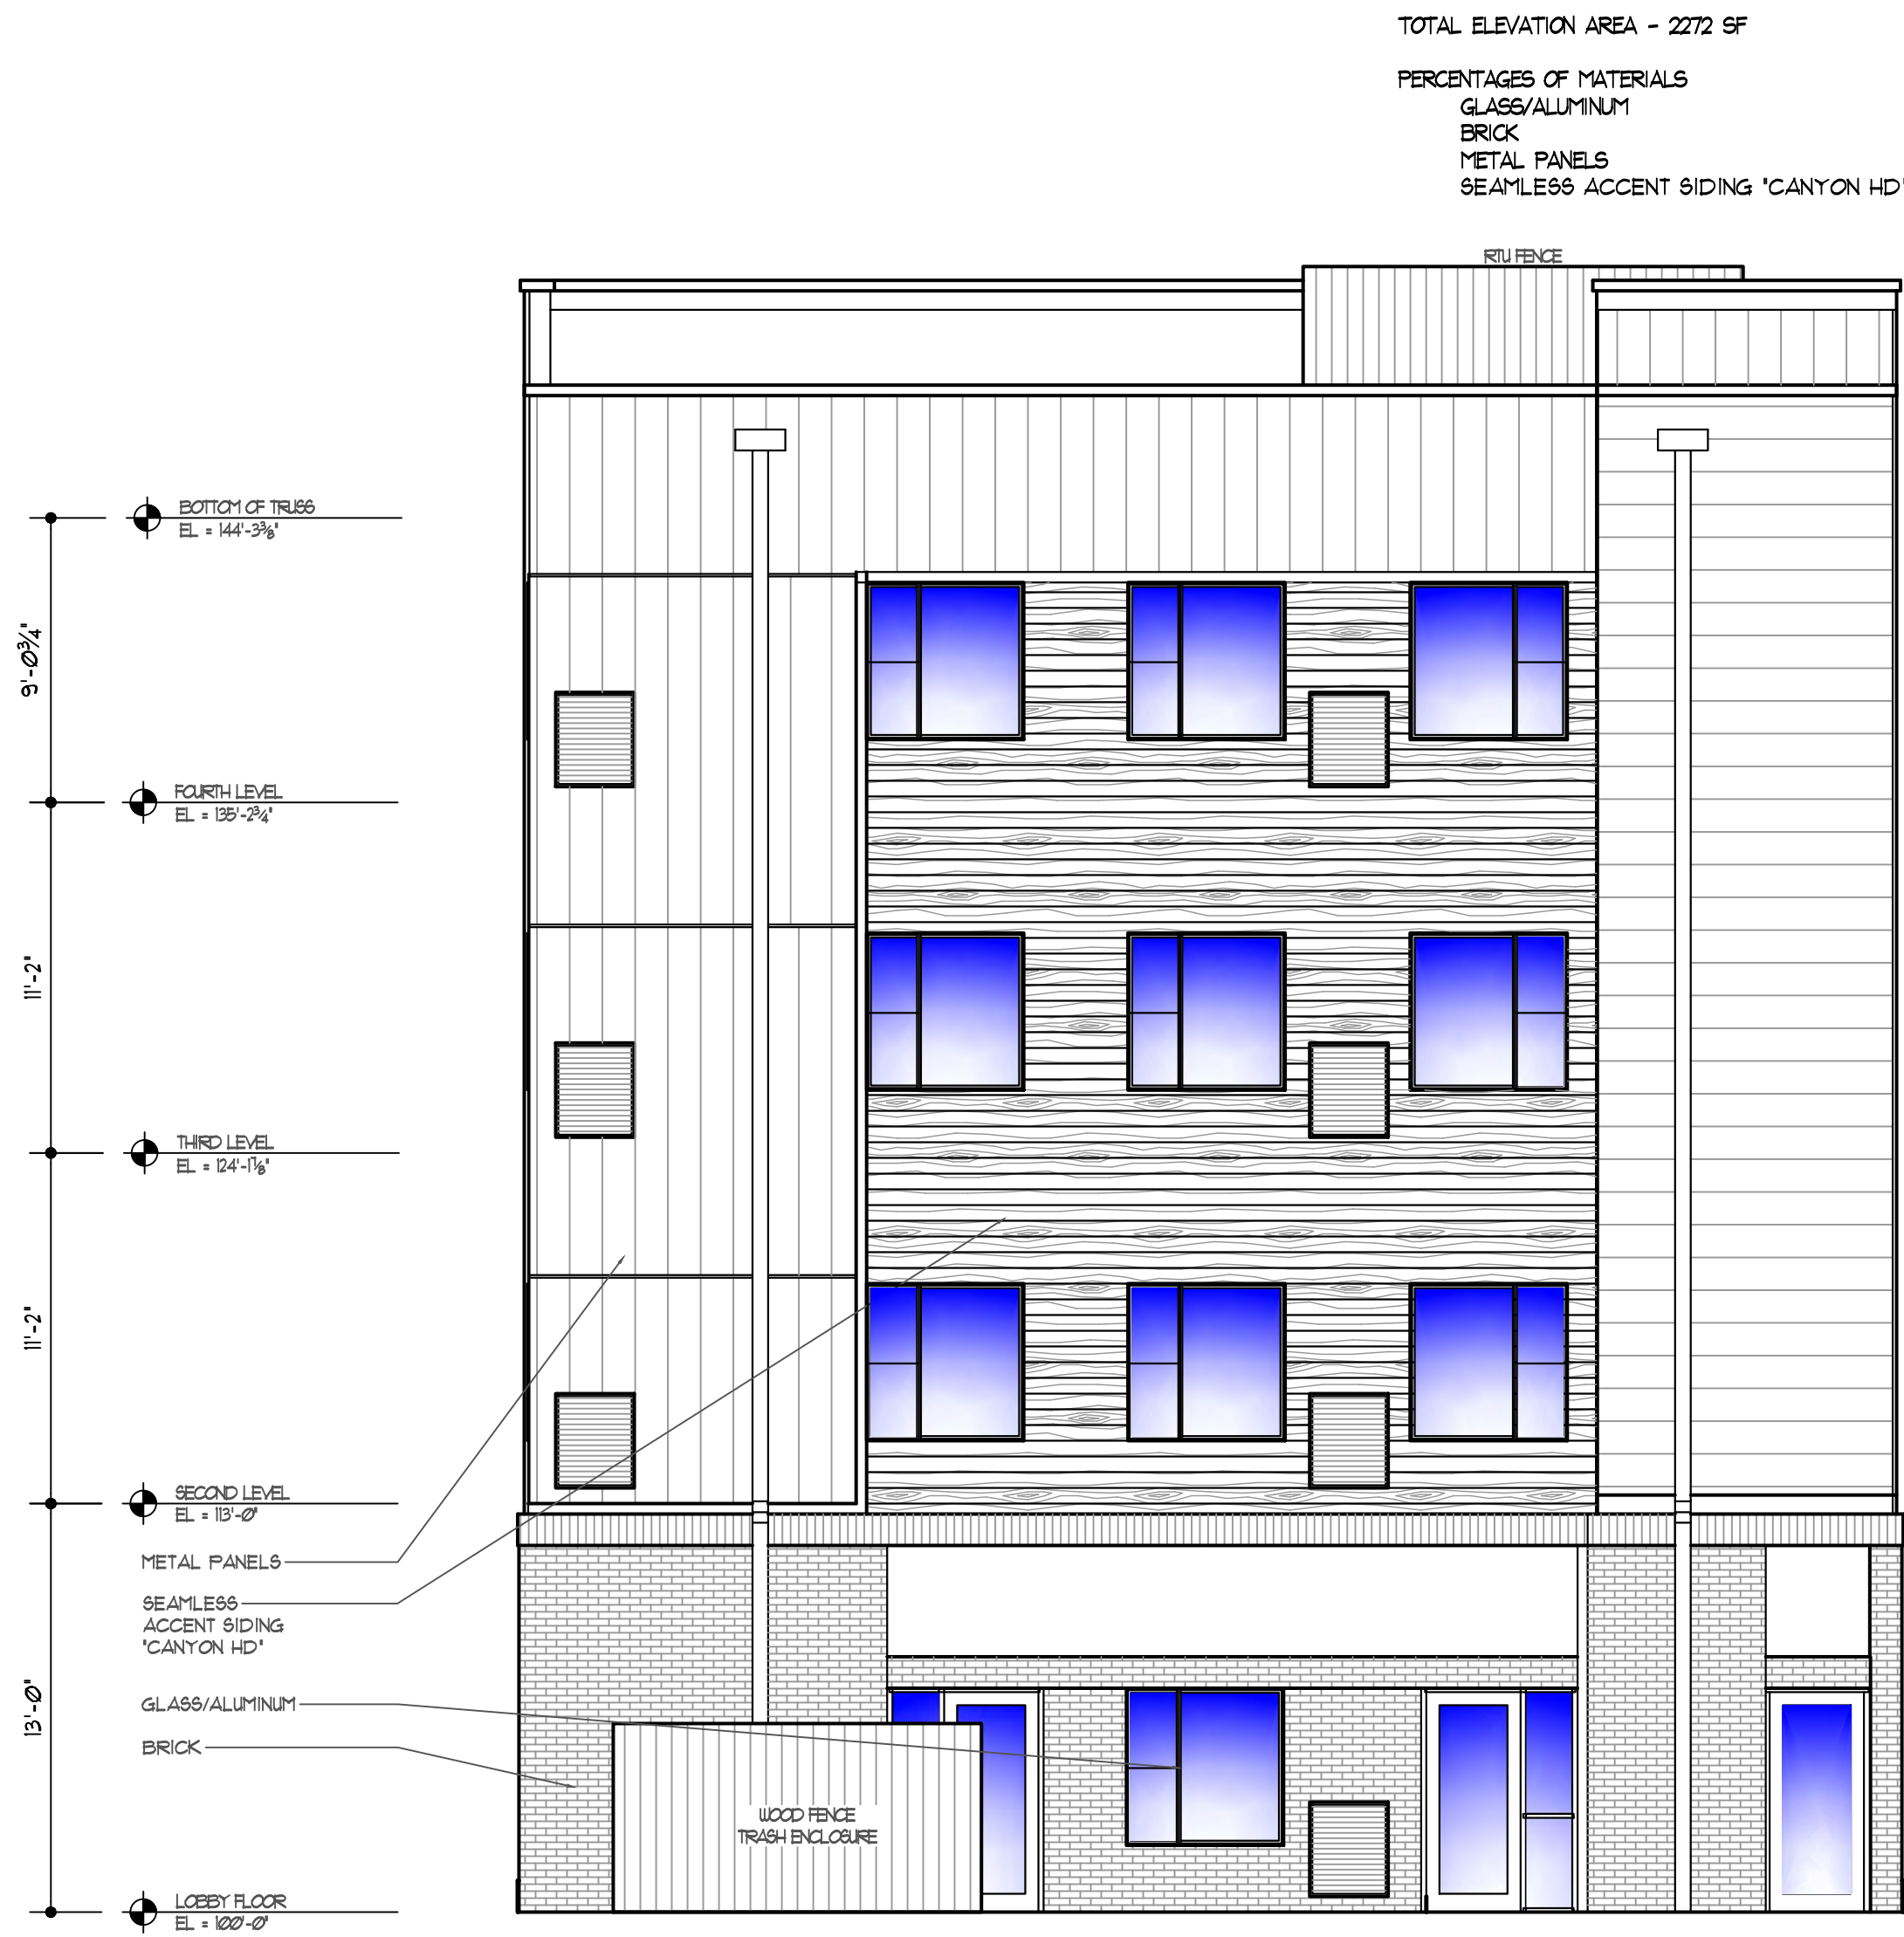 TOTAL ELEVATION AREA - 2272 SF
PERCENTAGES OF MATERIALS
GLASS/ALUMINUM
BRICK
METAL PANELS
SEAMLESS ACCENT SIDING "CANYON HD"
RTU FENCE
BOTTOM OF TRUSS
EL = 144'-3⅜"
9'-0¾"
FOURTH LEVEL
EL = 135'-2¾"
11'-2"
THIRD LEVEL
EL = 124'-1⅞"
11'-2"
SECOND LEVEL
EL = 113'-0"
METAL PANELS
SEAMLESS
ACCENT SIDING
"CANYON HD"
13'-0"
GLASS/ALUMINUM
BRICK
WOOD FENCE
TRASH ENCLOSURE
LOBBY FLOOR
EL = 100'-0"